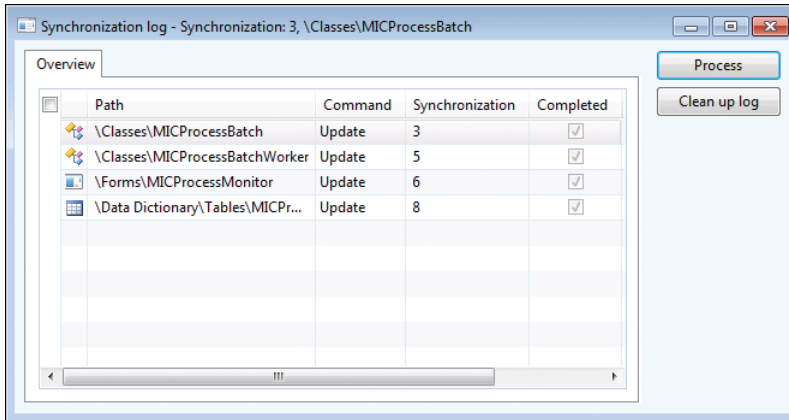 Synchronization log - Synchronization: 3, \Classes\MICProcessBatch
Overview
Process
Clean up log
Path Command Synchronization Completed
\Classes\MICProcessBatch Update 3
\Classes\MICProcessBatchWorker Update 5
\Forms\MICProcessMonitor Update 6
\Data Dictionary\Tables\MICPr... Update 8